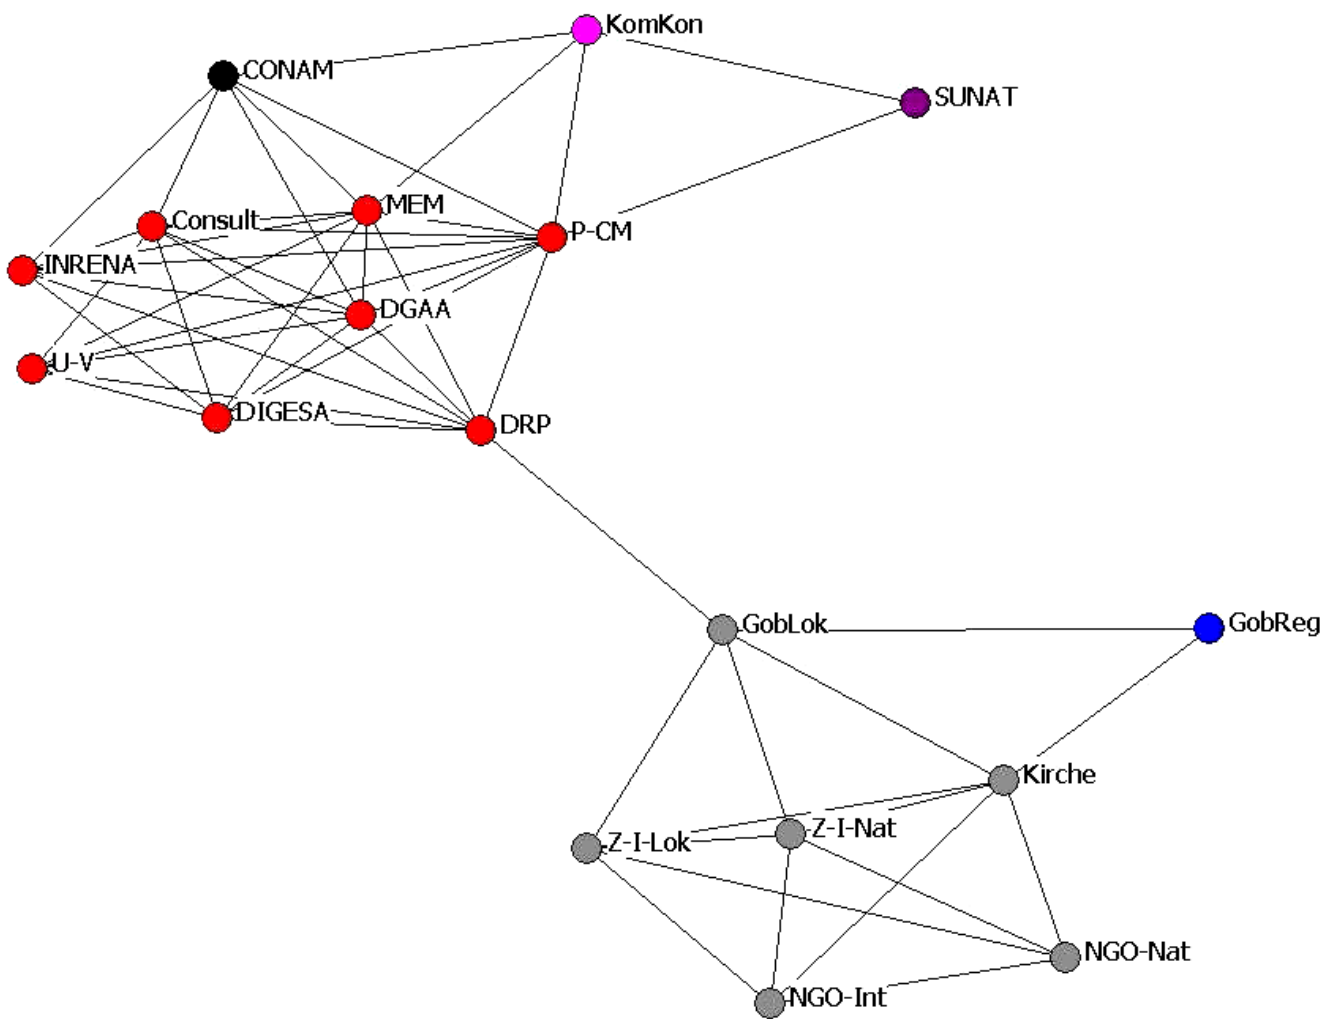 KomKon
CONAM
SUNAT
MEM
Consult
P-CM
INRENA
DGAA
U-V
DIGESA
DRP
GobLok
GobReg
Kirche
Z-I-Nat
Z-I-Lok
NGO-Nat
NGO-Int